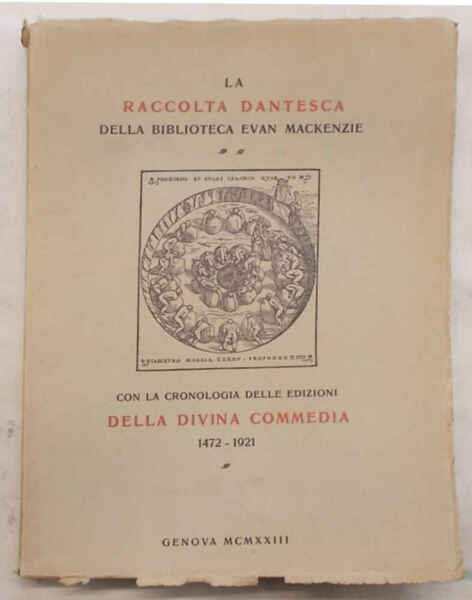 LA
RACCOLTA DANTESCA
DELLA BIBLIOTECA EVAN MACKENZIE
CON LA CRONOLOGIA DELLE EDIZIONI
DELLA DIVINA COMMEDIA
1472 - 1921
GENOVA MCMXXIII